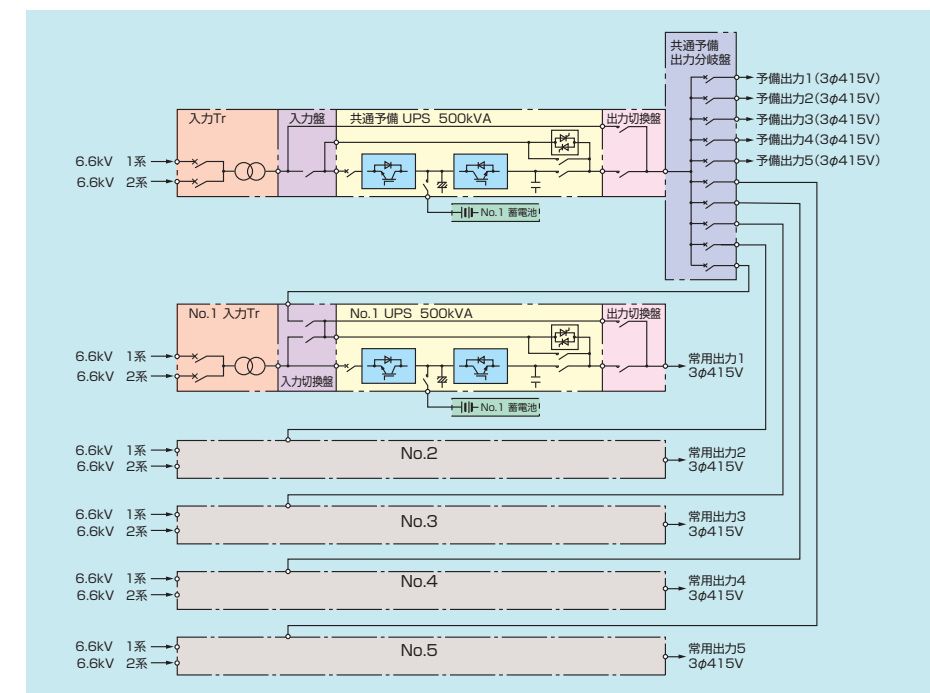 共通予備
出力分岐盤
予備出力1(3φ415V)
予備出力2(3φ415V)
予備出力3(3φ415V)
予備出力4(3φ415V)
予備出力5(3φ415V)
入力Tr
入力盤
共通予備 UPS 500kVA
出力切換盤
6.6kV 1系
6.6kV 2系
No.1 蓄電池
No.1 入力Tr
No.1 UPS 500kVA
出力切換盤
6.6kV 1系
6.6kV 2系
入力切換盤
常用出力1
3φ415V
No.1 蓄電池
6.6kV 1系
6.6kV 2系
No.2
常用出力2
3φ415V
6.6kV 1系
6.6kV 2系
No.3
常用出力3
3φ415V
6.6kV 1系
6.6kV 2系
No.4
常用出力4
3φ415V
6.6kV 1系
6.6kV 2系
No.5
常用出力5
3φ415V